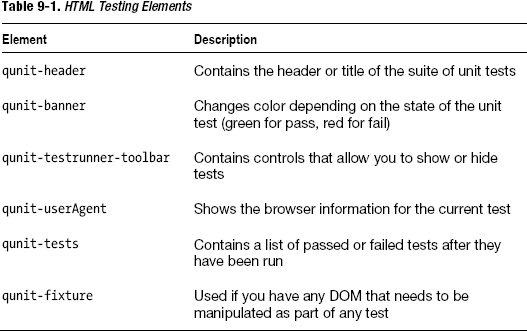 Table 9-1. HTML Testing Elements
Element Description
qunit-header Contains the header or title of the suite of unit tests
qunit-banner Changes color depending on the state of the unit
test (green for pass, red for fail)
qunit-testrunner-toolbar Contains controls that allow you to show or hide
tests
qunit-userAgent Shows the browser information for the current test
qunit-tests Contains a list of passed or failed tests after they
have been run
qunit-fixture Used if you have any DOM that needs to be
manipulated as part of any test